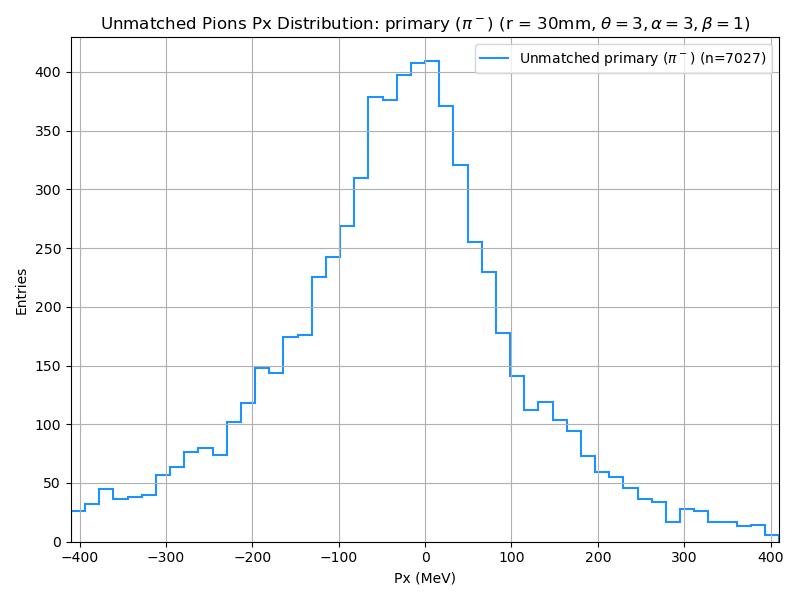 Unmatched Pions Px Distribution: primary (π⁻) (r = 30mm, θ = 3, α = 3, β = 1)
Unmatched primary (π⁻) (n=7027)
400
350
300
250
200
150
100
50
0
Entries
−400 −300 −200 −100 0 100 200 300 400
Px (MeV)